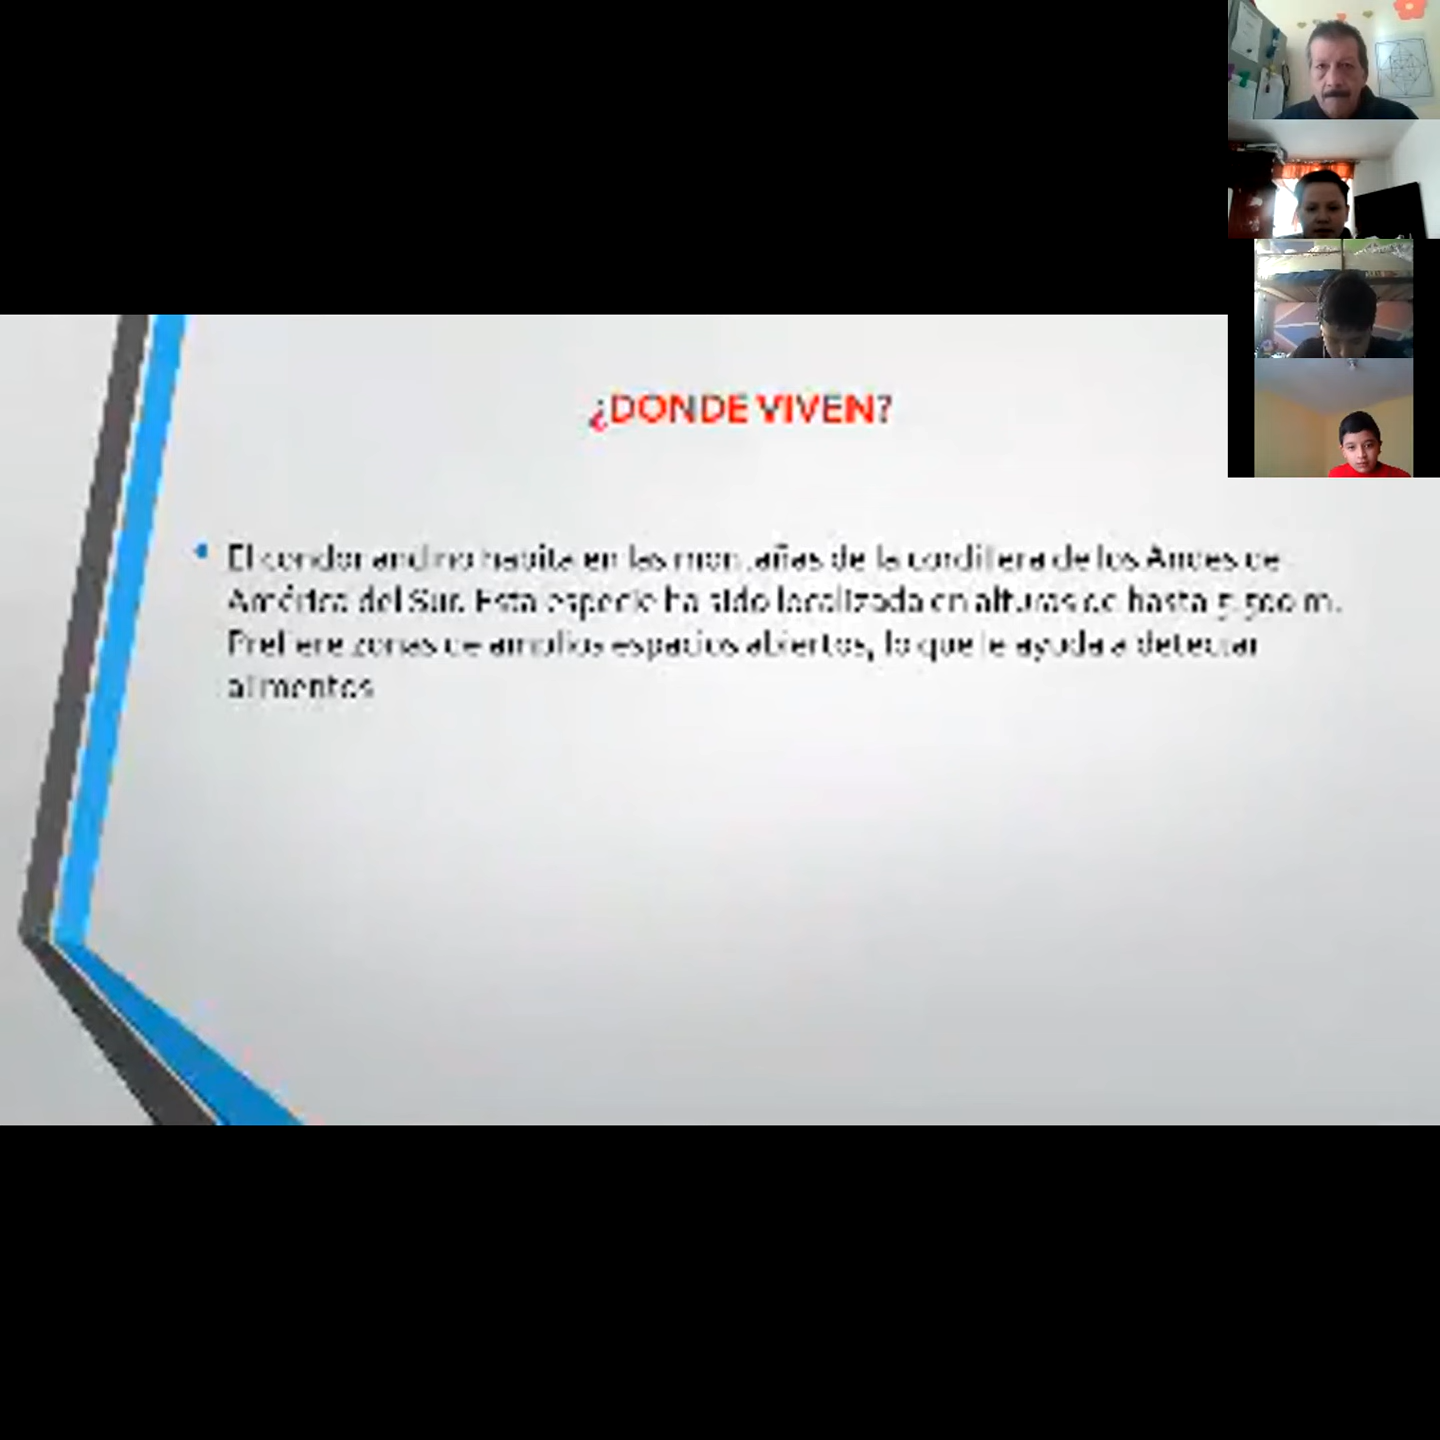 ¿DONDE VIVEN?
El condor andino habita en las montañas de la cordillera de los Andes de
América del Sur. Esta especie ha sido localizada en alturas de hasta 5.500 m.
Prefiere zonas de amplios espacios abiertos, lo que le ayuda a detectar
alimentos